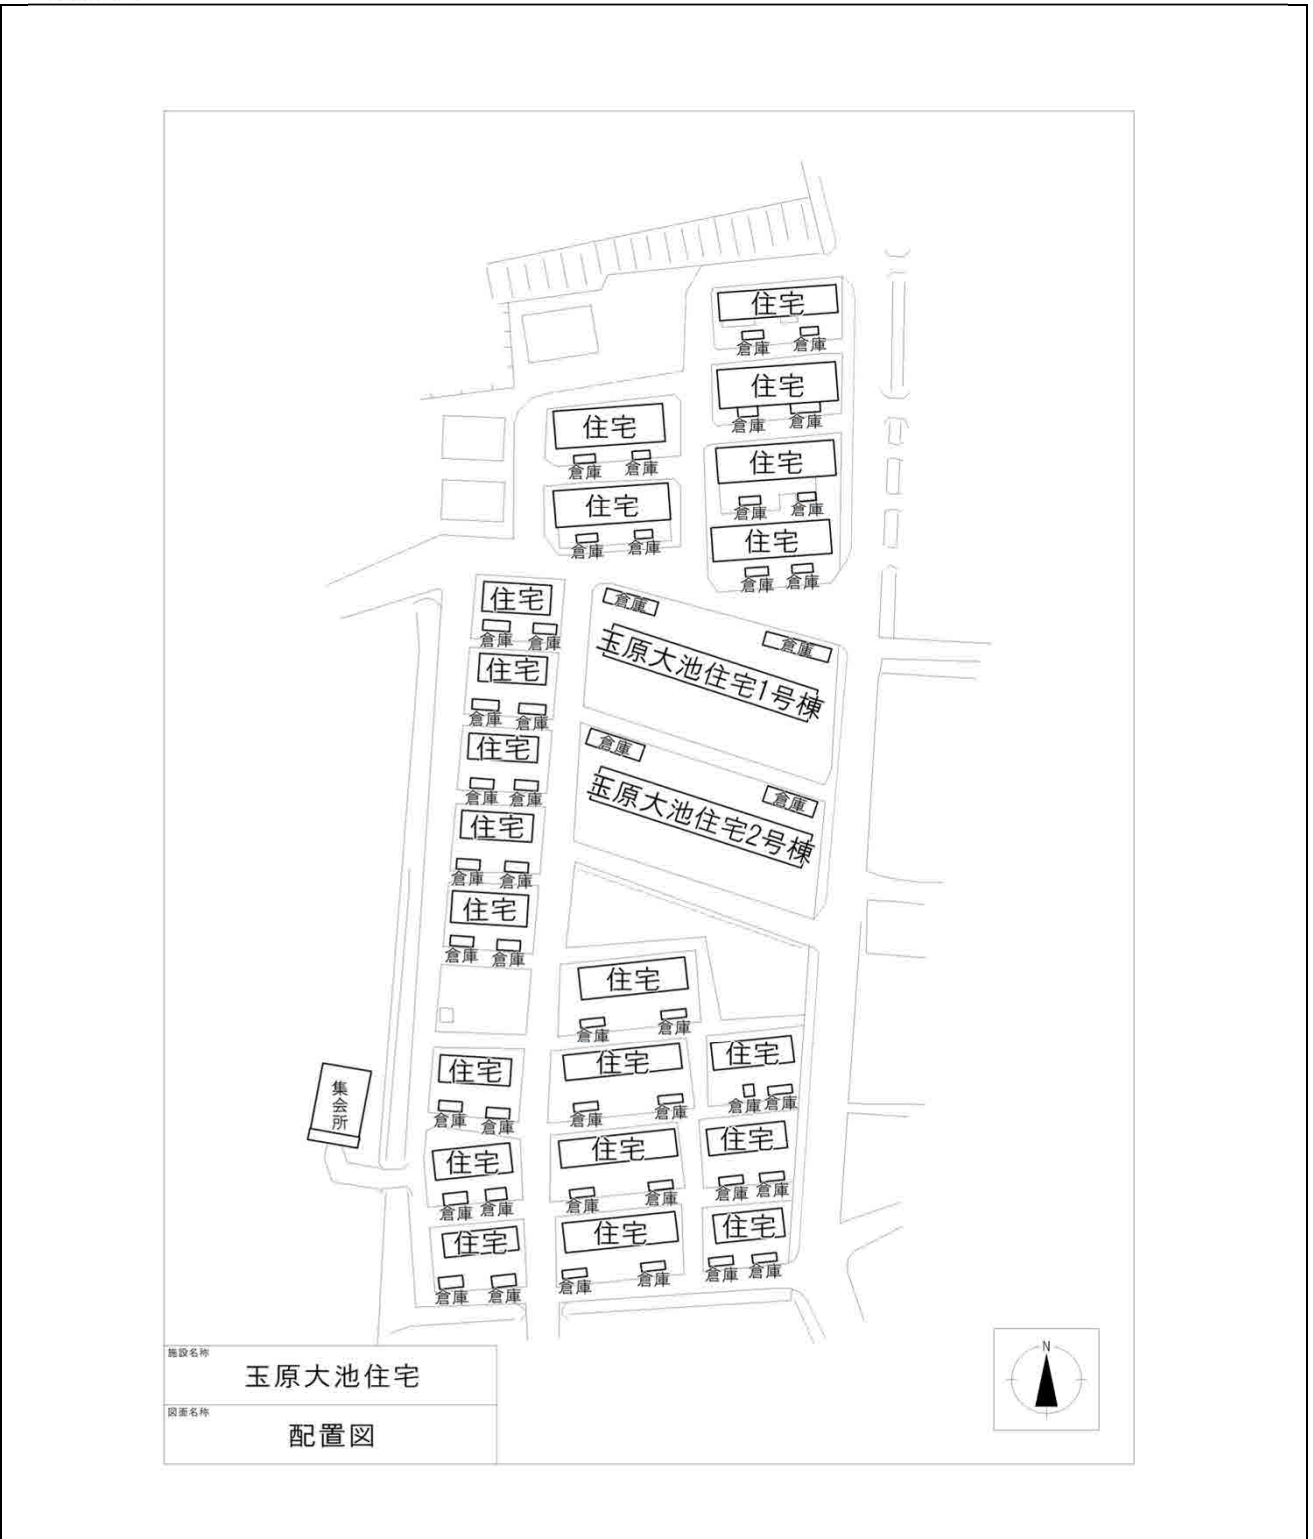 住宅
倉庫 倉庫
住宅
倉庫 倉庫
住宅
倉庫 倉庫
住宅
倉庫 倉庫
住宅
倉庫 倉庫
住宅
倉庫 倉庫
住宅
倉庫 倉庫
住宅
倉庫 倉庫
住宅
倉庫 倉庫
住宅
倉庫 倉庫
住宅
倉庫 倉庫
倉庫
倉庫
玉原大池住宅1号棟
倉庫
倉庫
玉原大池住宅2号棟
住宅
倉庫 倉庫
住宅
倉庫 倉庫
住宅
倉庫 倉庫
住宅
倉庫 倉庫
住宅
倉庫 倉庫
住宅
倉庫 倉庫
住宅
倉庫 倉庫
住宅
倉庫 倉庫
住宅
倉庫 倉庫
住宅
倉庫 倉庫
集会所
施設名称
玉原大池住宅
図面名称
配置図
N